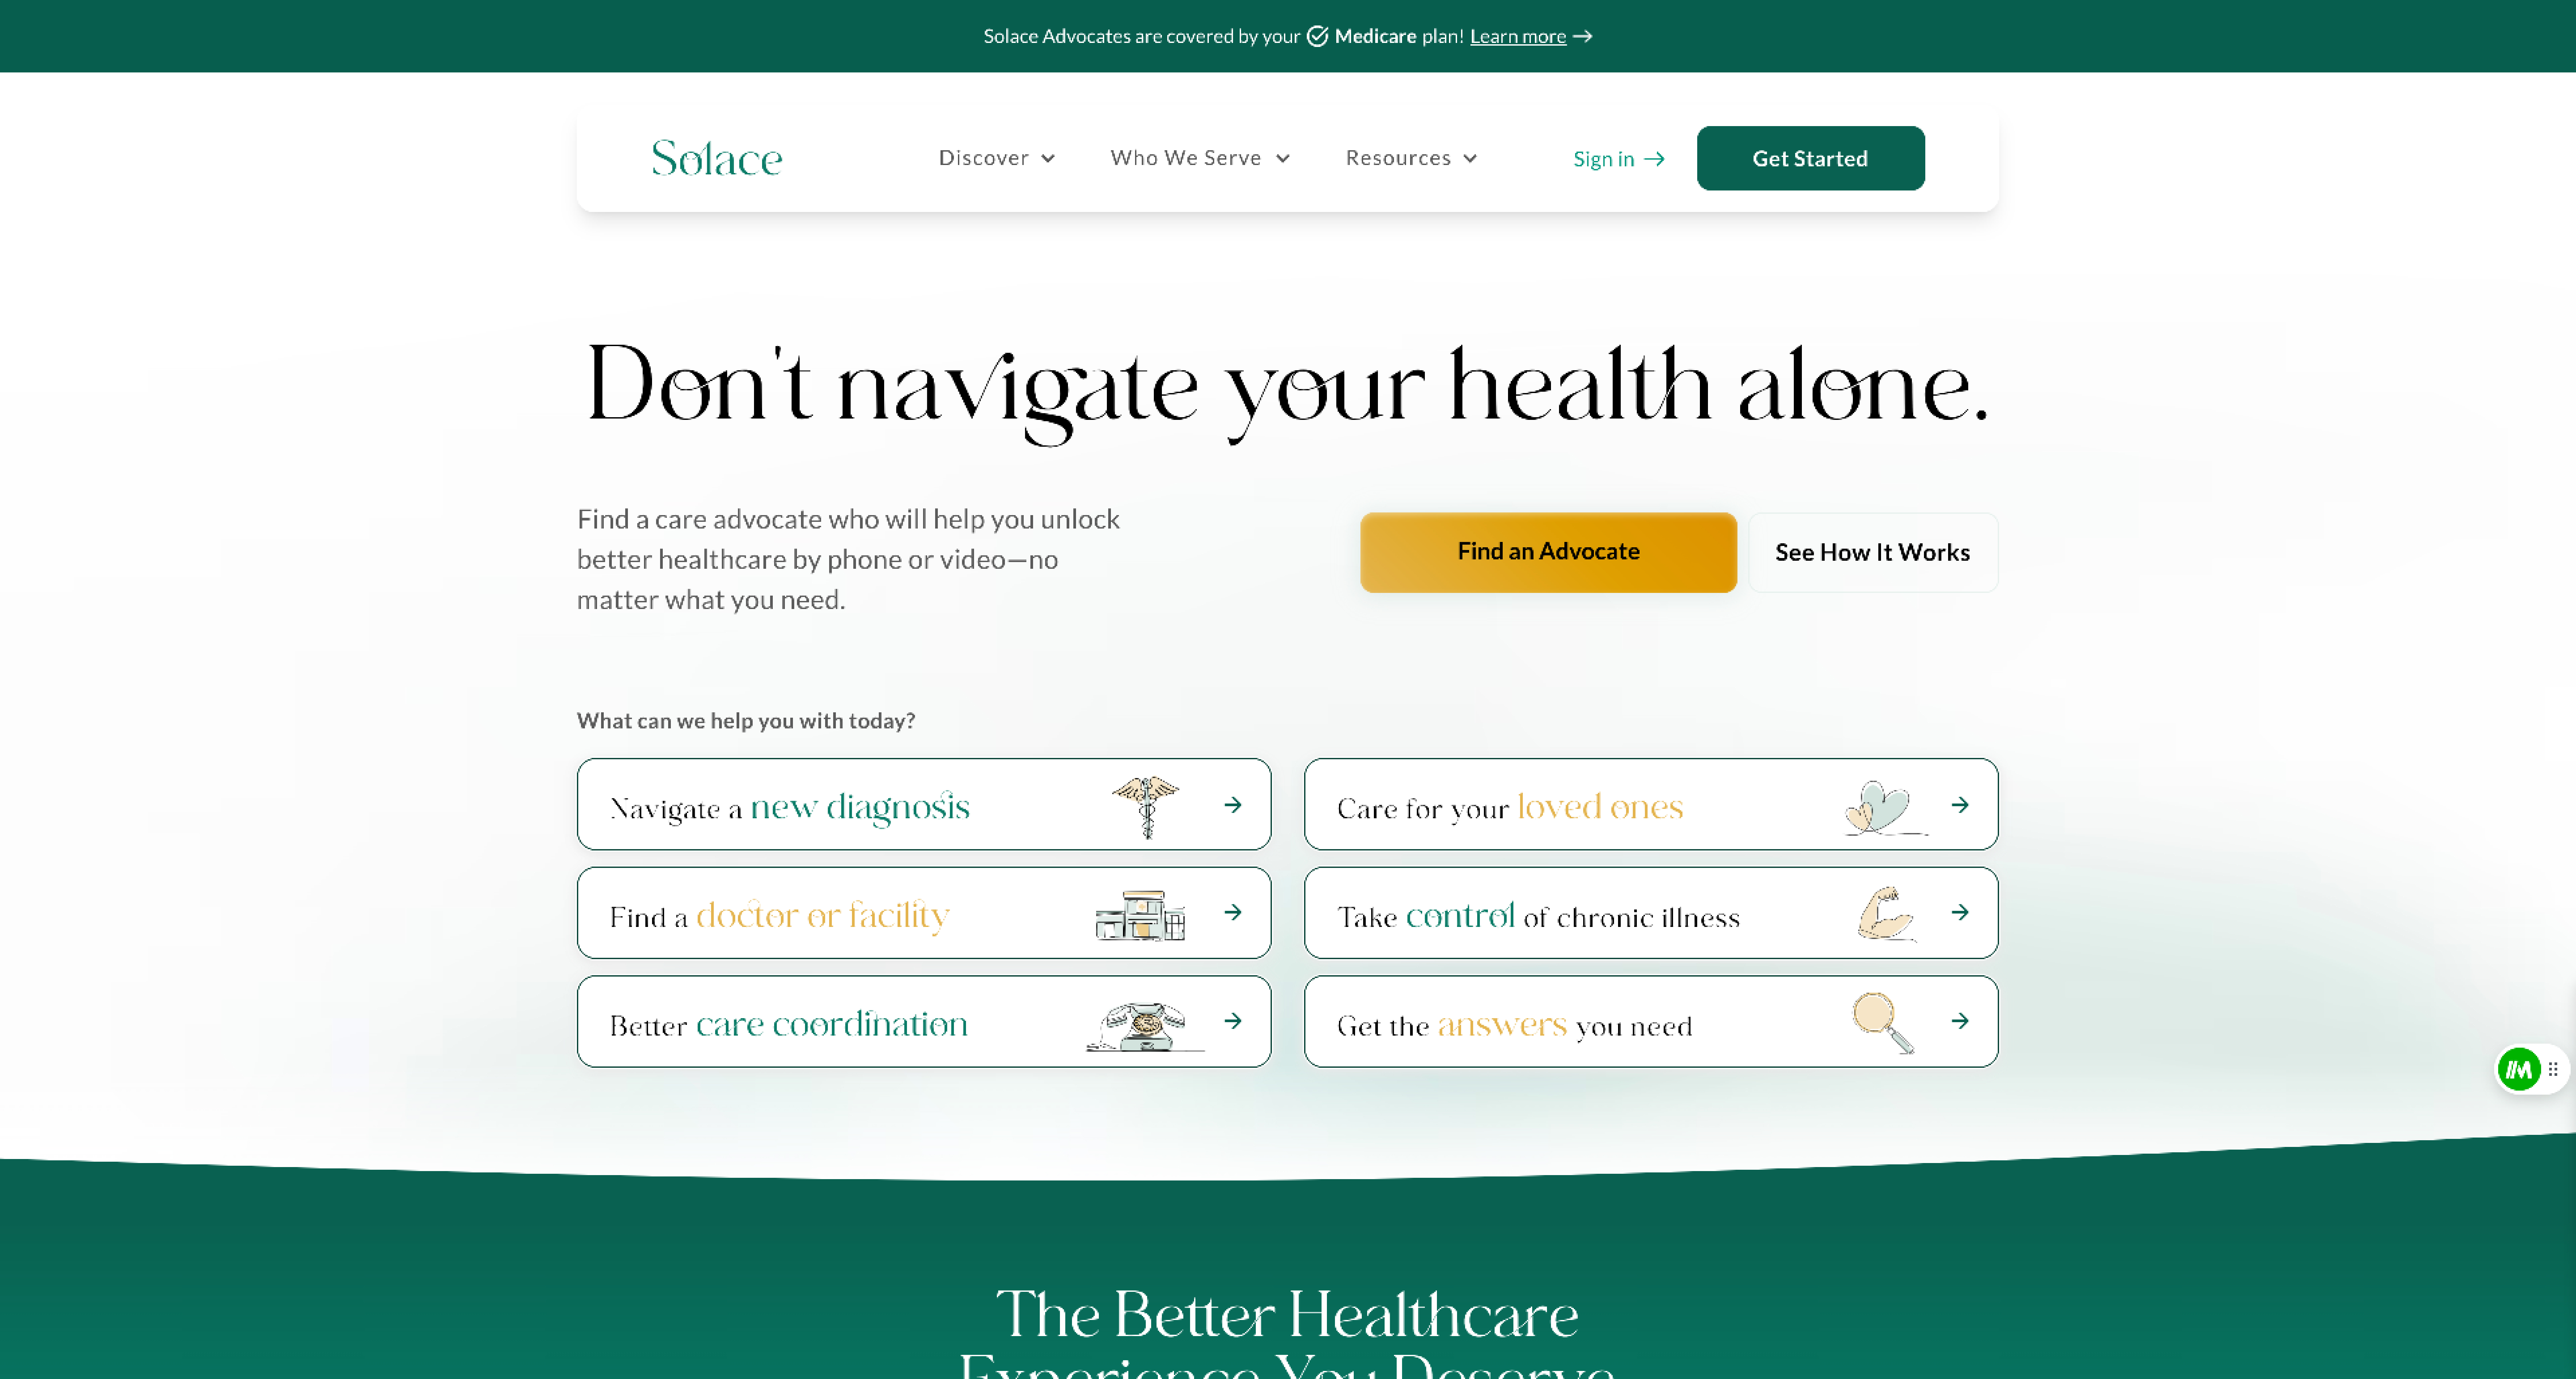 Solace Advocates are covered by your Medicare plan! Learn more →
Solace
Discover
Who We Serve
Resources
Sign in →
Get Started
Don't navigate your health alone.
Find a care advocate who will help you unlock
better healthcare by phone or video—no
matter what you need.
Find an Advocate
See How It Works
What can we help you with today?
Navigate a new diagnosis →
Care for your loved ones →
Find a doctor or facility →
Take control of chronic illness →
Better care coordination →
Get the answers you need →
The Better Healthcare
Experience You Deserve